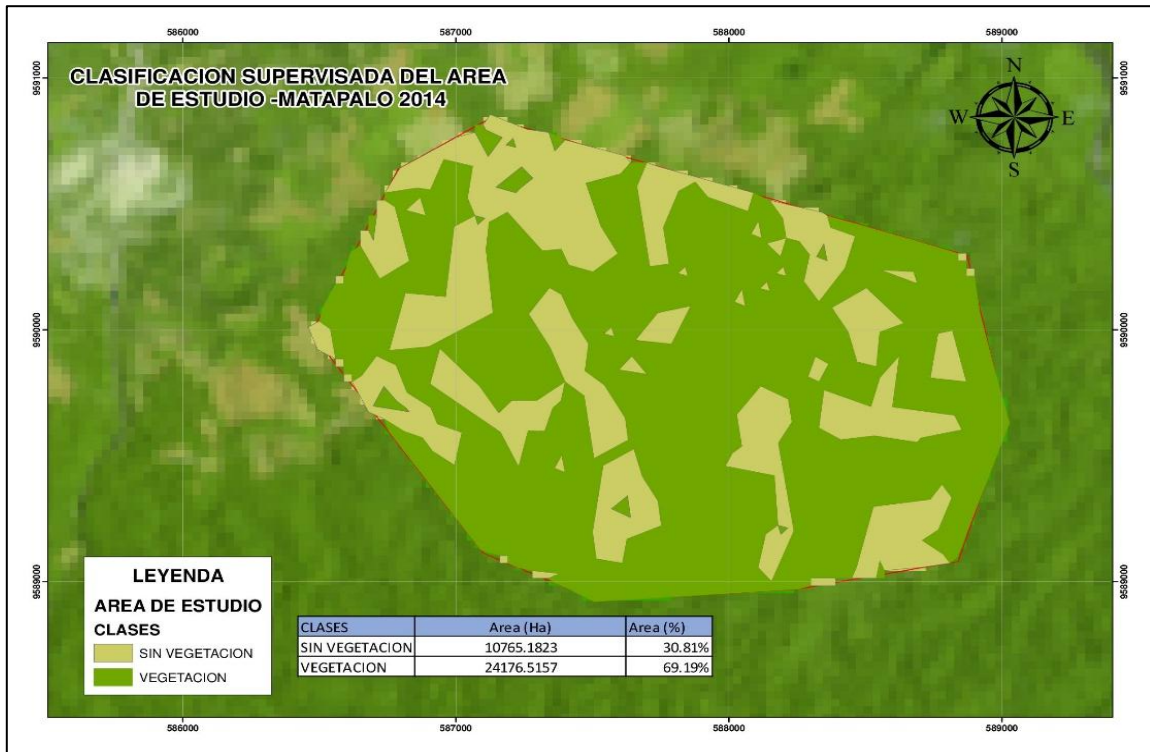 586000 587000 588000 589000
CLASIFICACION SUPERVISADA DEL AREA
DE ESTUDIO -MATAPALO 2014
N
W E
S
9591000 9591000
9590000 9590000
9589000 9589000
LEYENDA
AREA DE ESTUDIO
CLASES
SIN VEGETACION
VEGETACION
CLASES Area (Ha) Area (%)
SIN VEGETACION 10765.1823 30.81%
VEGETACION 24176.5157 69.19%
586000 587000 588000 589000